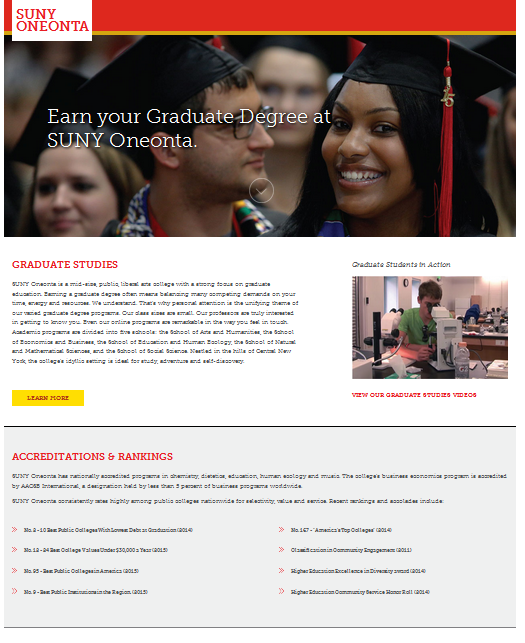 SUNY
ONEONTA
Earn your Graduate Degree at
SUNY Oneonta.
15
GRADUATE STUDIES
SUNY Oneonta is a mid-size, public, liberal arts college with a strong focus on graduate
education. Earning a graduate degree often means balancing many competing demands on your
time, energy and resources. We understand. That's why personal attention is the unifying theme of
our varied graduate degree programs. Our class sizes are small. Our professors are truly interested
in getting to know you. Even our online programs are remarkable in the way you feel in touch.
Academic programs are divided into five schools: the School of Arts and Humanities, the School
of Economics and Business, the School of Education and Human Ecology, the School of Natural
and Mathematical Sciences, and the School of Social Science. Nestled in the hills of Central New
York, the college's idyllic setting is ideal for study, adventure and self-discovery.
LEARN MORE
Graduate Students in Action
VIEW OUR GRADUATE STUDIES VIDEOS
ACCREDITATIONS & RANKINGS
SUNY Oneonta has nationally accredited programs in chemistry, dietetics, education, human ecology and music. The college's business economics program is accredited
by AACSB International, a designation held by less than 5 percent of business programs worldwide.
SUNY Oneonta consistently rates highly among public colleges nationwide for selectivity, value and service. Recent rankings and accolades include:
No. 8 - 10 Best Public Colleges With Lowest Debt at Graduation (2014)
No. 18 - 24 Best College Values Under $30,000 a Year (2015)
No. 95 - Best Public Colleges in America (2015)
No. 9 - Best Public Institutions in the Region (2015)
No. 167 - "America's Top Colleges" (2014)
Classification in Community Engagement (2011)
Higher Education Excellence in Diversity award (2014)
Higher Education Community Service Honor Roll (2014)